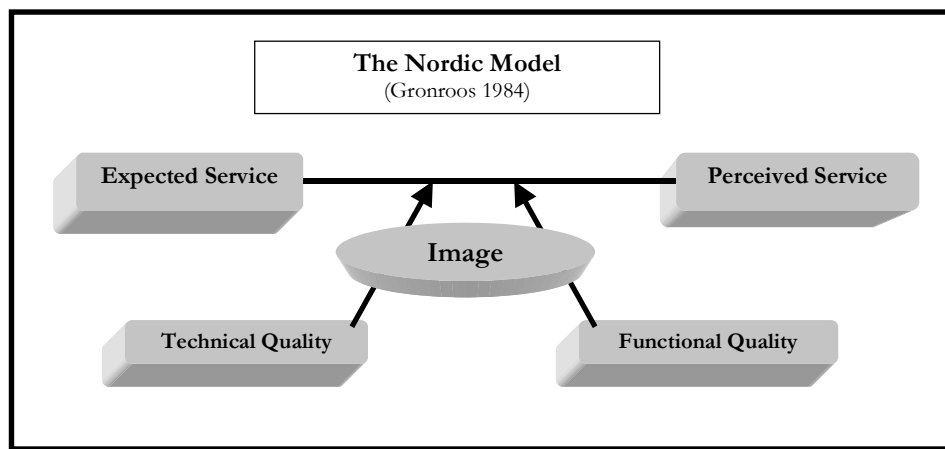 The Nordic Model
(Gronroos 1984)
Expected Service
Perceived Service
Image
Technical Quality
Functional Quality